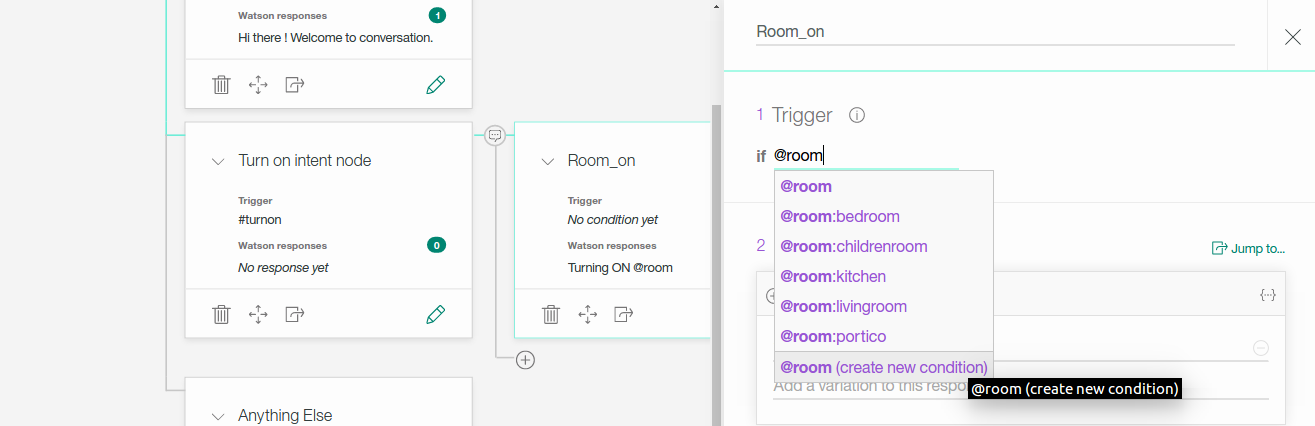 Watson responses
1
Hi there ! Welcome to conversation.
Turn on intent node
Trigger
#turnon
Watson responses
0
No response yet
Room_on
Trigger
No condition yet
Watson responses
Turning ON @room
Anything Else
Room_on
1 Trigger
if @room
@room
@room:bedroom
@room:childrenroom
@room:kitchen
@room:livingroom
@room:portico
@room (create new condition)
2
Jump to...
{...}
Add a variation to this respo
@room (create new condition)